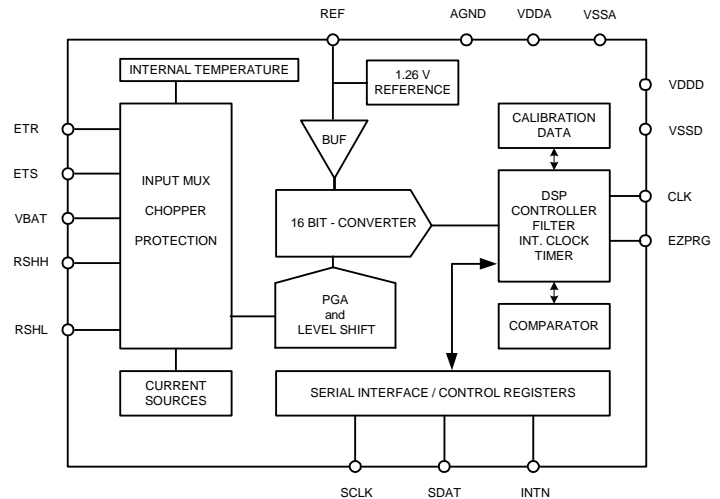 REF
AGND
VDDA
VSSA
INTERNAL TEMPERATURE
1.26 V
REFERENCE
VDDD
ETR
BUF
CALIBRATION
DATA
VSSD
ETS
INPUT MUX
CHOPPER
PROTECTION
VBAT
16 BIT - CONVERTER
DSP
CONTROLLER
FILTER
INT. CLOCK
TIMER
CLK
EZPRG
RSHH
PGA
and
LEVEL SHIFT
RSHL
COMPARATOR
CURRENT
SOURCES
SERIAL INTERFACE / CONTROL REGISTERS
SCLK
SDAT
INTN